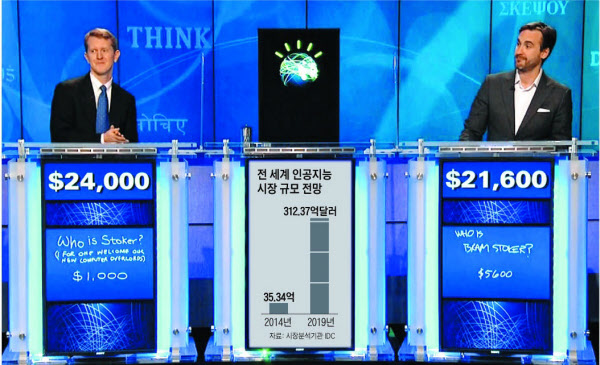 THINK
ΣΚΕΨΟΥ
सोचिए
$24,000
Who is Stoker?
(I FOR ONE WELCOME OUR
NEW COMPUTER OVERLORDS)
$1,000
전 세계 인공지능
시장 규모 전망
312.37억달러
35.34억
2014년 2019년
자료: 시장분석기관 IDC
$21,600
WHO IS
BRAM STOKER?
$5600